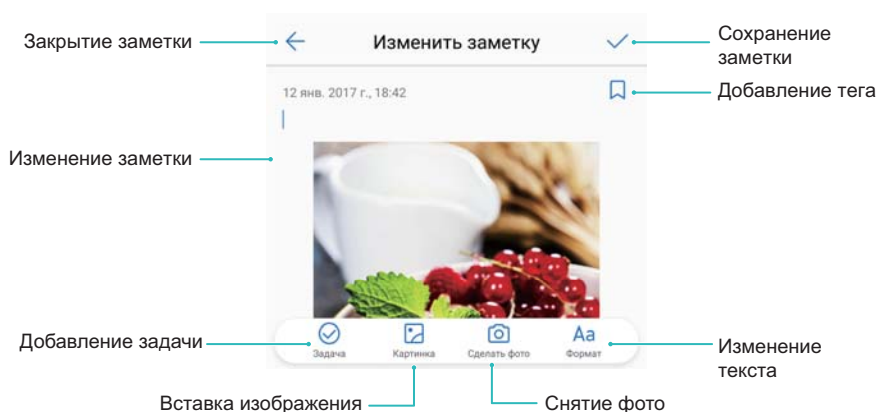 Закрытие заметки
Изменить заметку
Сохранение
заметки
12 янв. 2017 г., 18:42
Добавление тега
Изменение заметки
Добавление задачи
Задача
Картинка
Сделать фото
Aa
Формат
Изменение
текста
Вставка изображения
Снятие фото